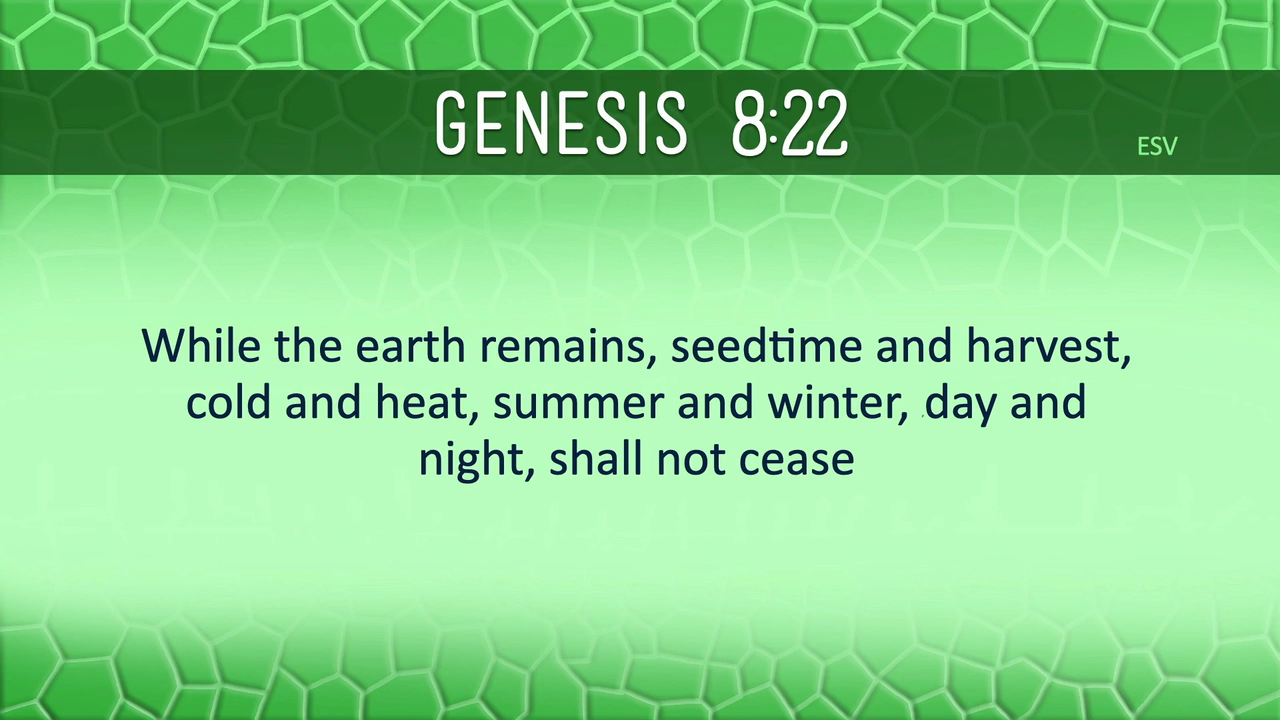 GENESIS 8:22
ESV
While the earth remains, seedtime and harvest,
cold and heat, summer and winter, day and
night, shall not cease